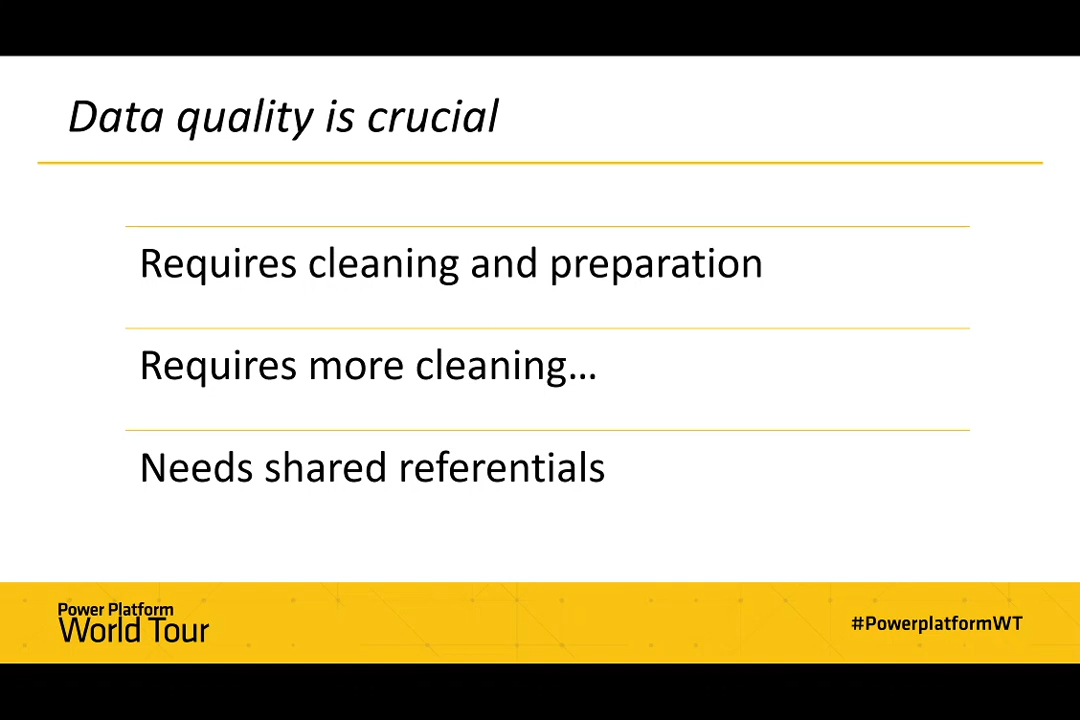 Data quality is crucial
Requires cleaning and preparation
Requires more cleaning…
Needs shared referentials
Power Platform
World Tour
#PowerplatformWT